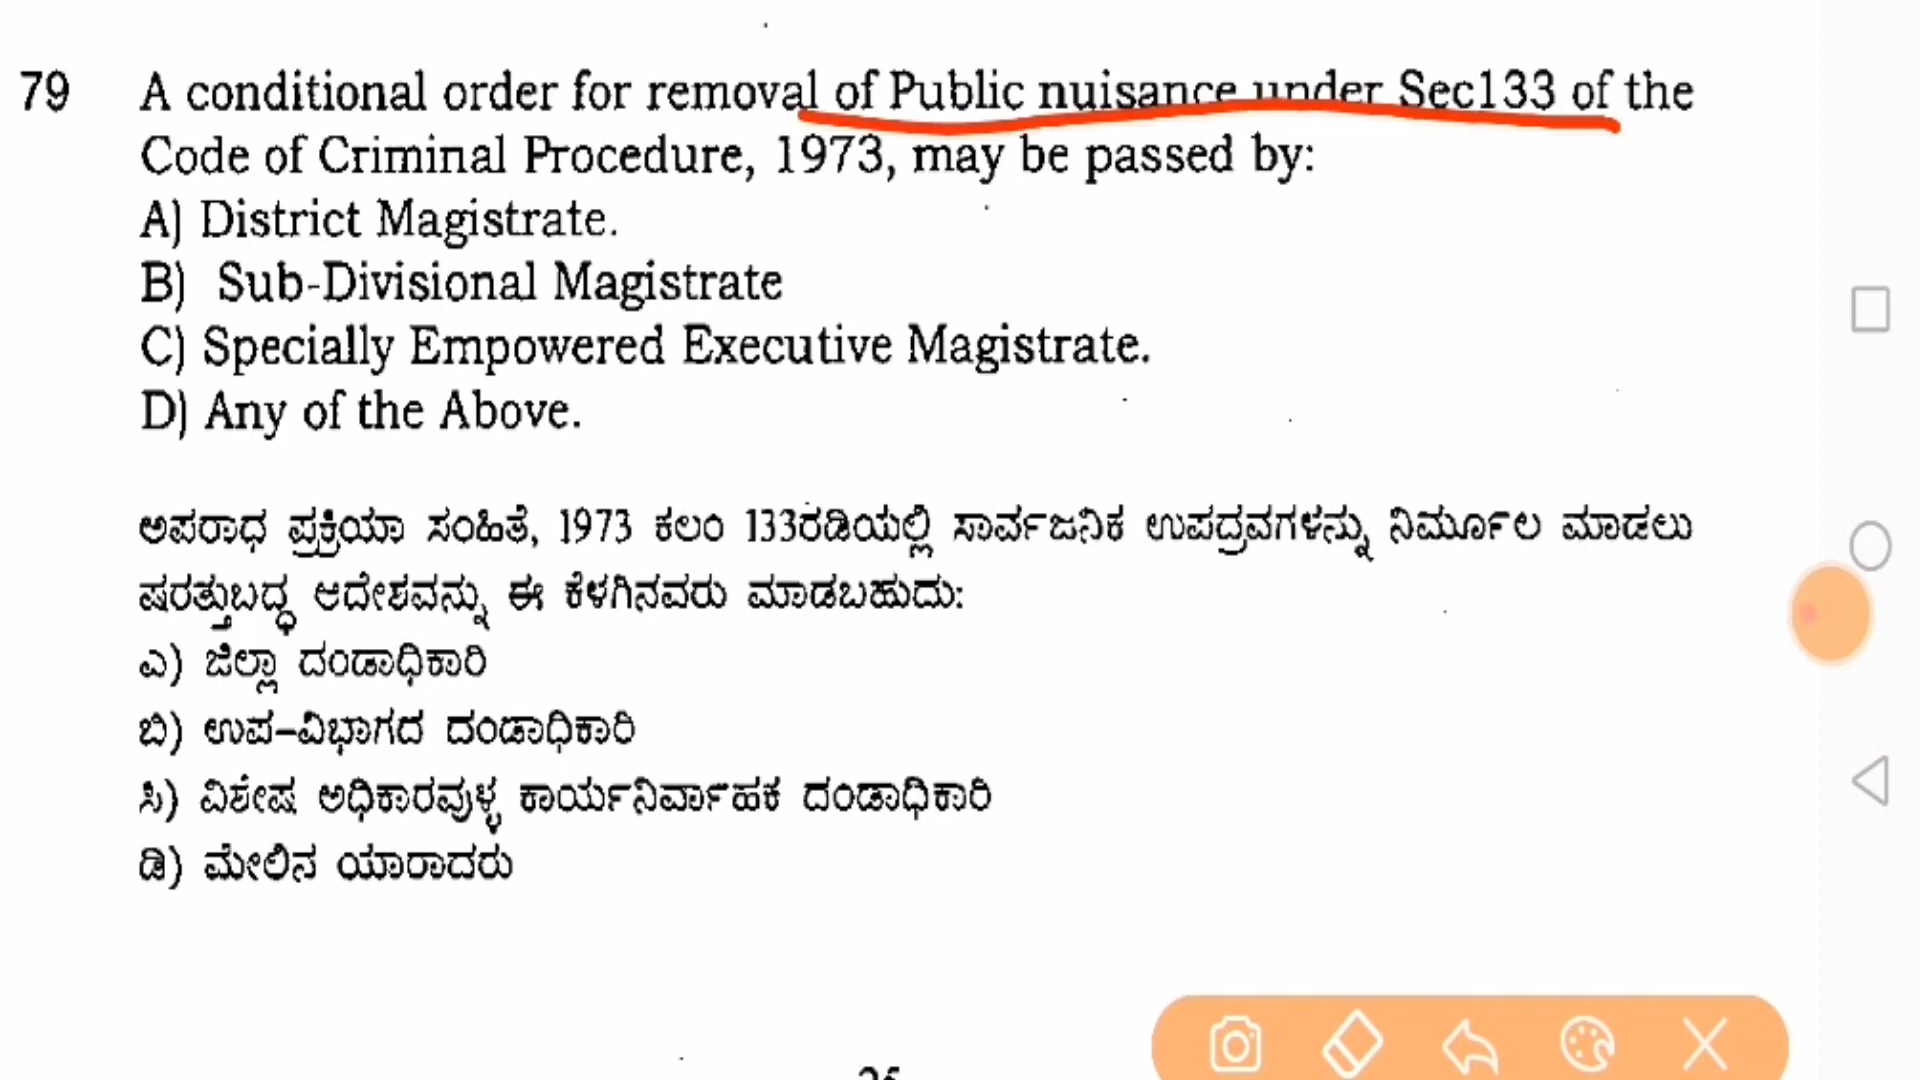 79 A conditional order for removal of Public nuisance under Sec133 of the
Code of Criminal Procedure, 1973, may be passed by:
A) District Magistrate.
B) Sub-Divisional Magistrate
C) Specially Empowered Executive Magistrate.
D) Any of the Above.
ಅಪರಾಧ ಪ್ರಕ್ರಿಯಾ ಸಂಹಿತೆ, 1973 ಕಲಂ 133ರಡಿಯಲ್ಲಿ ಸಾರ್ವಜನಿಕ ಉಪದ್ರವಗಳನ್ನು ನಿರ್ಮೂಲ ಮಾಡಲು
ಷರತ್ತುಬದ್ಧ ಆದೇಶವನ್ನು ಈ ಕೆಳಗಿನವರು ಮಾಡಬಹುದು:
ಎ) ಜಿಲ್ಲಾ ದಂಡಾಧಿಕಾರಿ
ಬಿ) ಉಪ-ವಿಭಾಗದ ದಂಡಾಧಿಕಾರಿ
ಸಿ) ವಿಶೇಷ ಅಧಿಕಾರವುಳ್ಳ ಕಾರ್ಯನಿರ್ವಾಹಕ ದಂಡಾಧಿಕಾರಿ
ಡಿ) ಮೇಲಿನ ಯಾರಾದರು